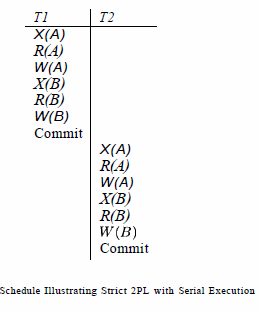 T1 T2
X(A)
R(A)
W(A)
X(B)
R(B)
W(B)
Commit
X(A)
R(A)
W(A)
X(B)
R(B)
W(B)
Commit
Schedule Illustrating Strict 2PL with Serial Execution